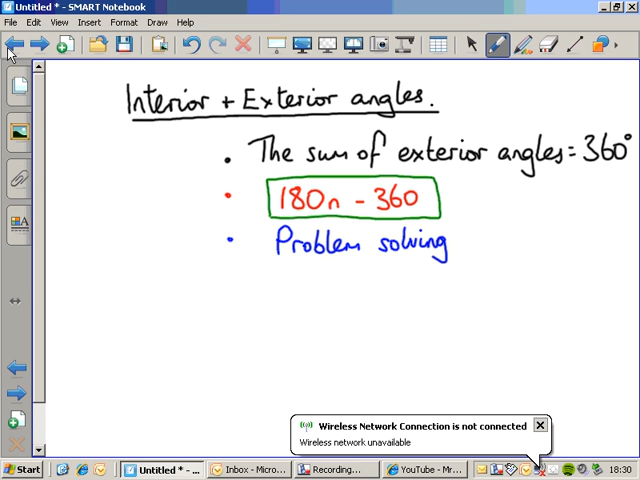 Untitled * - SMART Notebook
File Edit View Insert Format Draw Help
Interior + Exterior angles.
• The sum of exterior angles = 360°
• 180n - 360
• Problem solving
Wireless Network Connection is not connected
Wireless network unavailable
Start
Untitled * - ...
Inbox - Micro...
Recording...
YouTube - Mr...
18:30